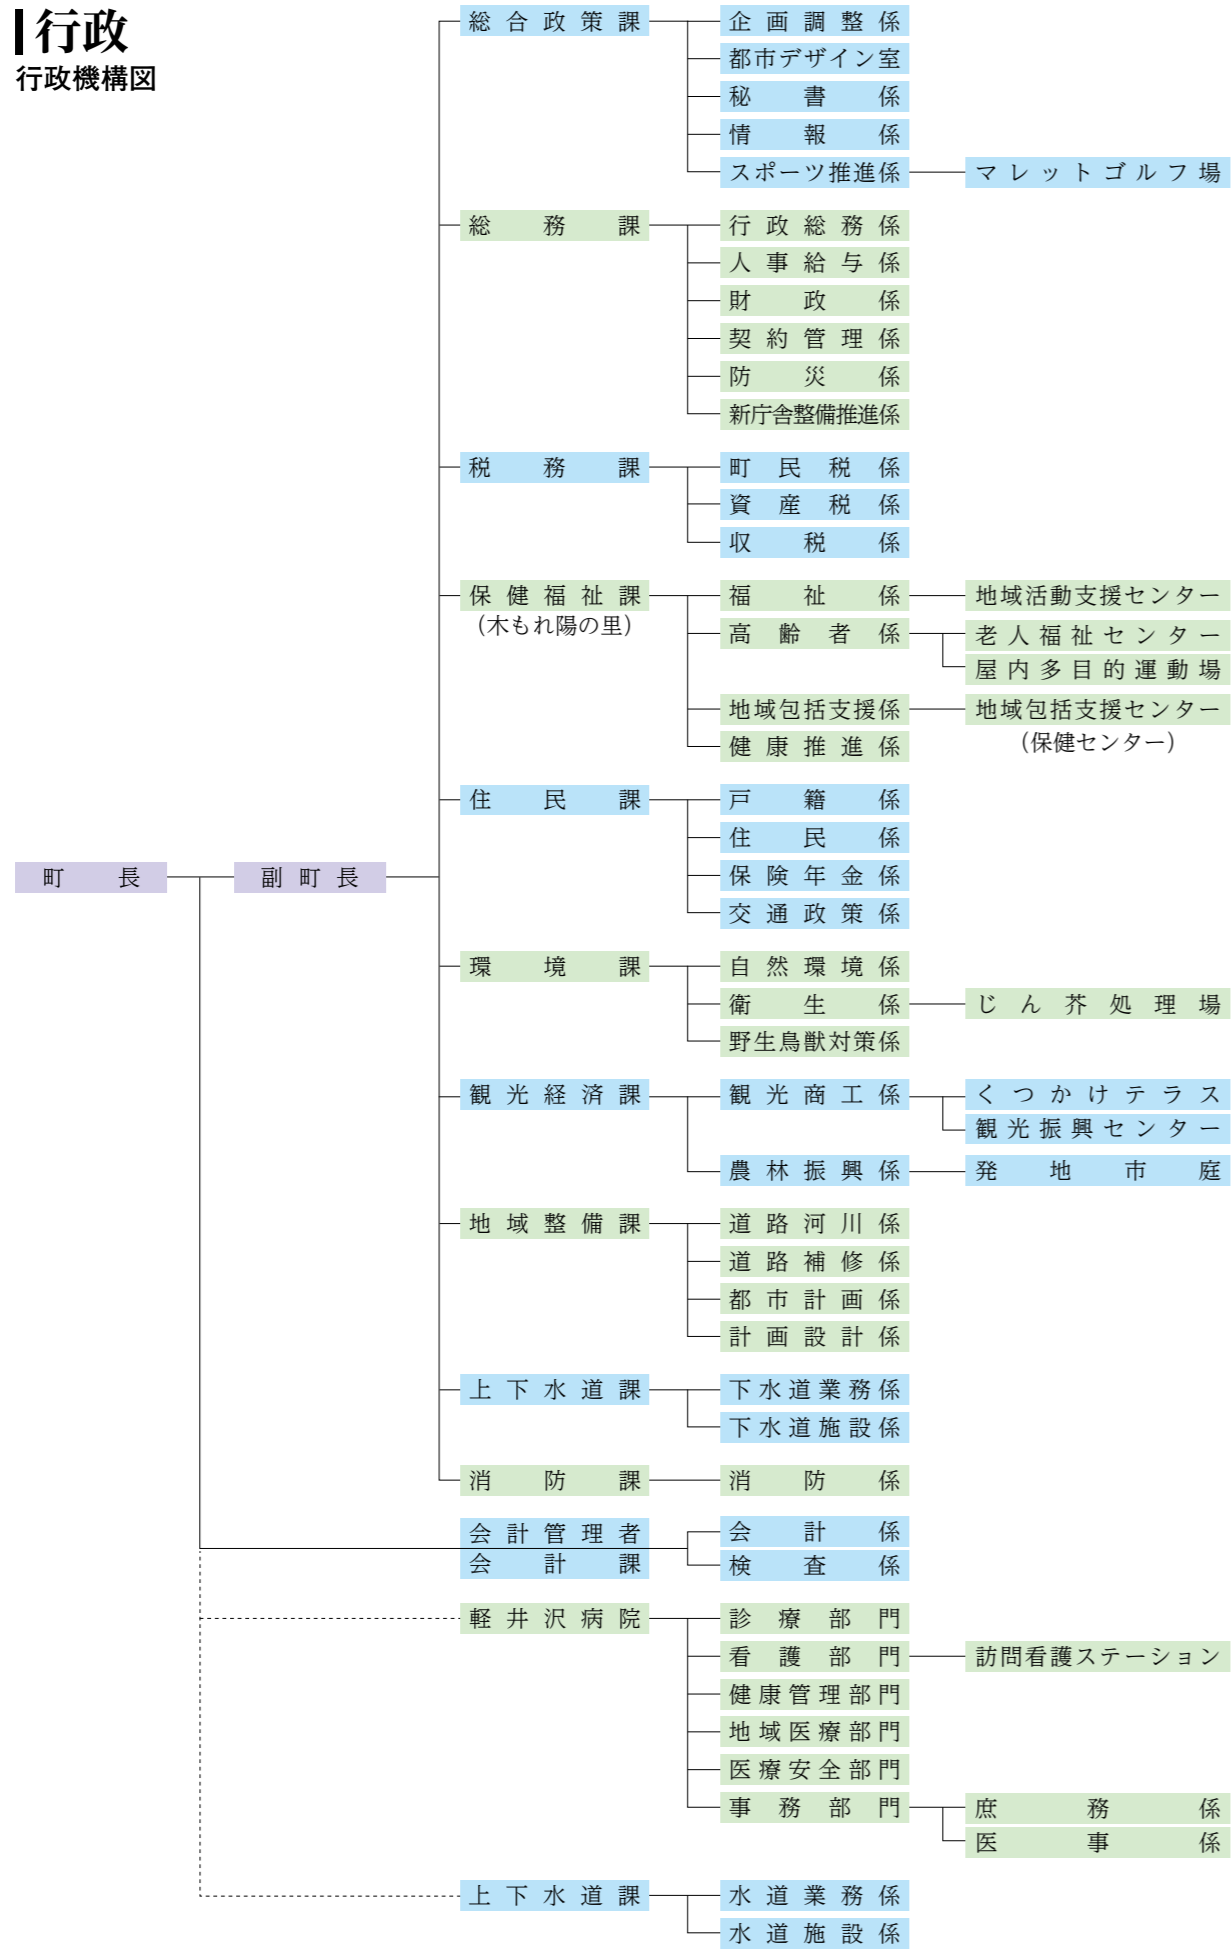 行政
行政機構図
町長
副町長
総合政策課
企画調整係
都市デザイン室
秘書係
情報係
スポーツ推進係
マレットゴルフ場
総務課
行政総務係
人事給与係
財政係
契約管理係
防災係
新庁舎整備推進係
税務課
町民税係
資産税係
収税係
保健福祉課
（木もれ陽の里）
福祉係
地域活動支援センター
高齢者係
老人福祉センター
屋内多目的運動場
地域包括支援係
地域包括支援センター
（保健センター）
健康推進係
住民課
戸籍係
住民係
保険年金係
交通政策係
環境課
自然環境係
衛生係
じん芥処理場
野生鳥獣対策係
観光経済課
観光商工係
くつかけテラス
観光振興センター
農林振興係
発地市庭
地域整備課
道路河川係
道路補修係
都市計画係
計画設計係
上下水道課
下水道業務係
下水道施設係
消防課
消防係
会計管理者
会計課
会計係
検査係
軽井沢病院
診療部門
看護部門
訪問看護ステーション
健康管理部門
地域医療部門
医療安全部門
事務部門
庶務係
医事係
上下水道課
水道業務係
水道施設係